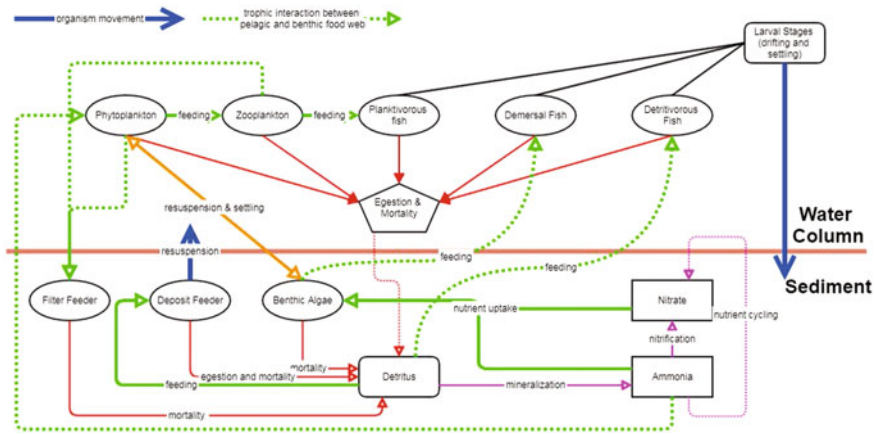 organism movement
trophic interaction between
pelagic and benthic food web
Larval Stages
(drifting and
settling)
Phytoplankton
feeding
Zooplankton
feeding
Planktivorous
fish
Demersal Fish
Detritivorous
Fish
Egestion &
Mortality
resuspension & settling
Water
Column
resuspension
feeding
feeding
Sediment
Filter Feeder
Deposit Feeder
Benthic Algae
nutrient uptake
Nitrate
nutrient cycling
nitrification
mortality
egestion and mortality
feeding
Detritus
mineralization
Ammonia
mortality